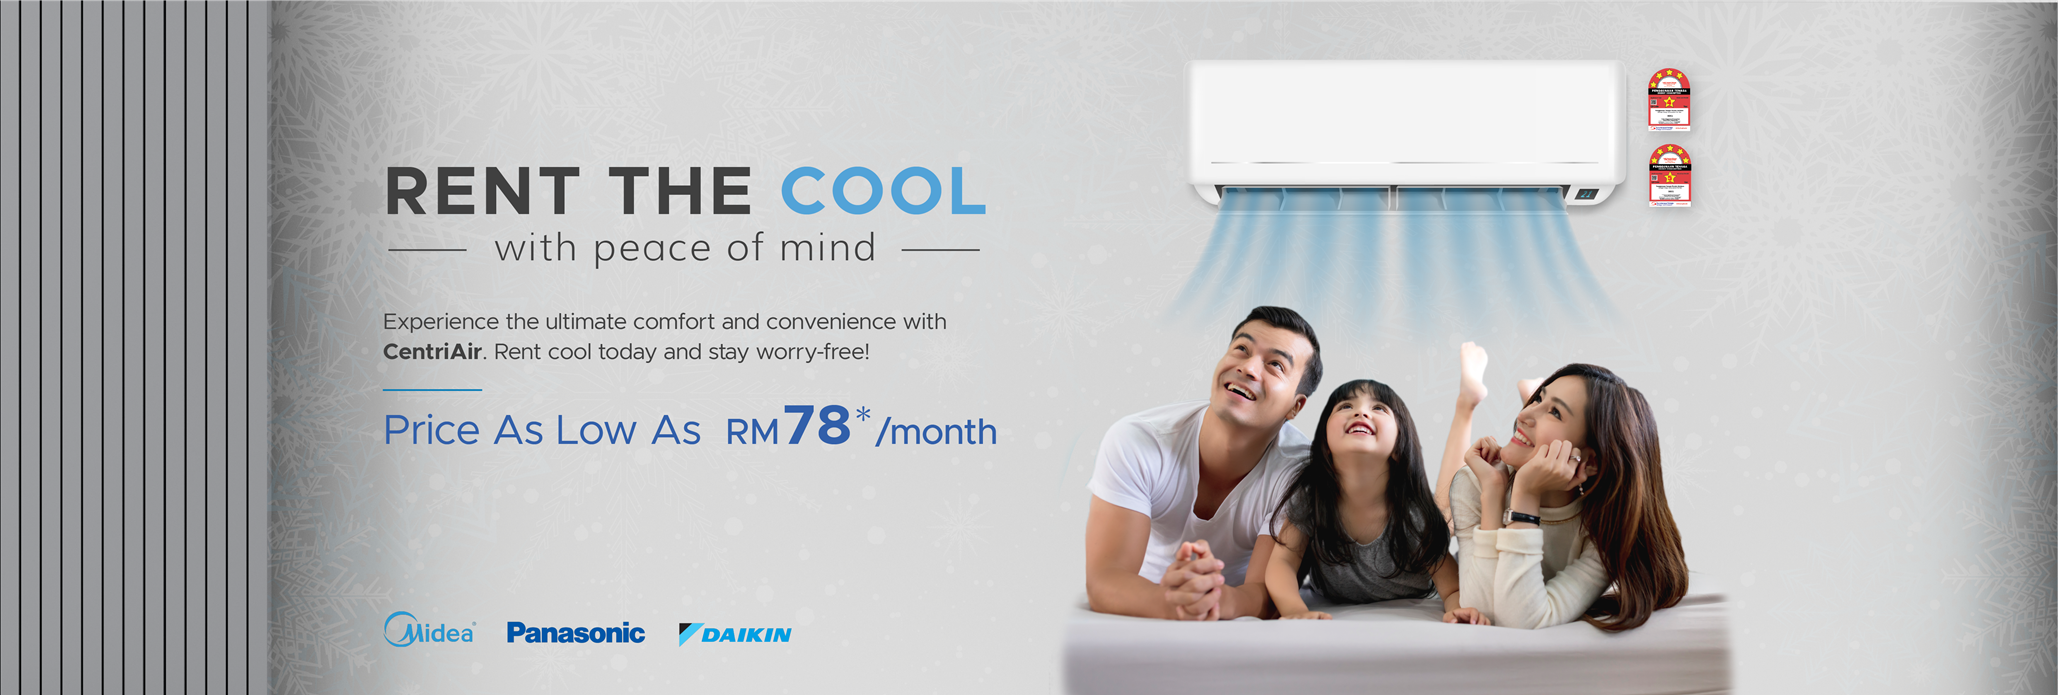 RENT THE COOL
with peace of mind
Experience the ultimate comfort and convenience with
CentriAir. Rent cool today and stay worry-free!
Price As Low As RM78*/month
Midea
Panasonic
DAIKIN